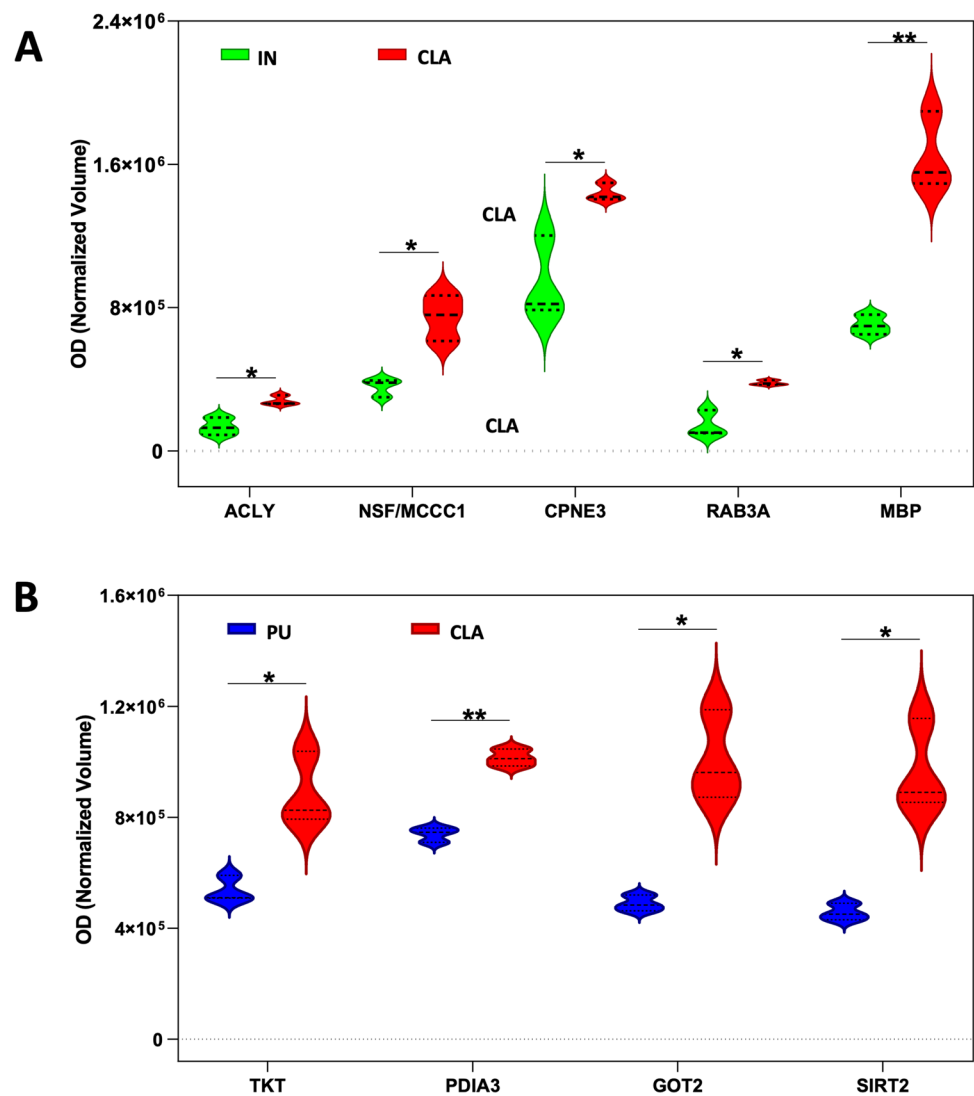 A
2.4×10⁶
IN CLA
**
OD (Normalized Volume)
1.6×10⁶
*
CLA
*
8×10⁵
*
*
CLA
0
ACLY NSF/MCCC1 CPNE3 RAB3A MBP
B
1.6×10⁶
PU CLA
*
*
*
1.2×10⁶
**
OD (Normalized Volume)
8×10⁵
4×10⁵
0
TKT PDIA3 GOT2 SIRT2